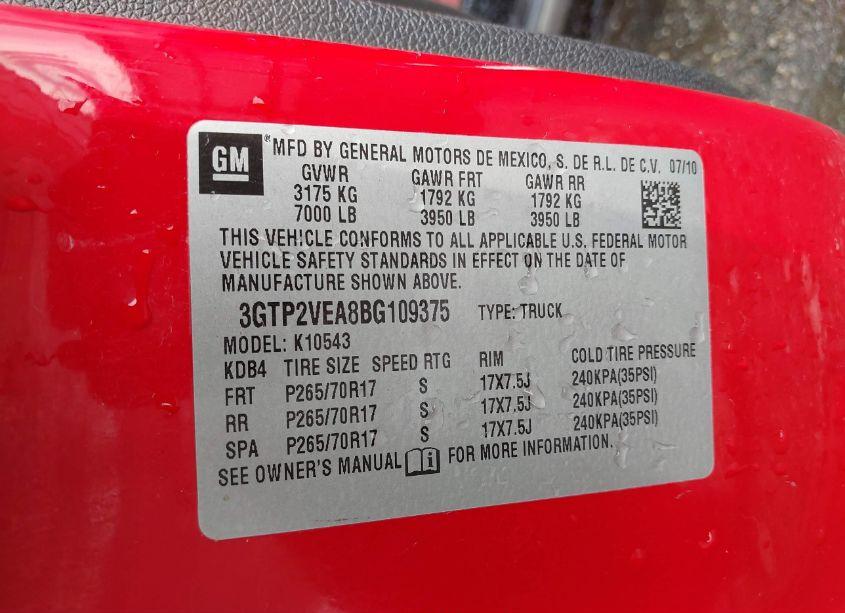 GM ® MFD BY GENERAL MOTORS DE MEXICO, S. DE R.L. DE C.V. 07/10
GVWR GAWR FRT GAWR RR
3175 KG 1792 KG 1792 KG
7000 LB 3950 LB 3950 LB
THIS VEHICLE CONFORMS TO ALL APPLICABLE U.S. FEDERAL MOTOR
VEHICLE SAFETY STANDARDS IN EFFECT ON THE DATE OF
MANUFACTURE SHOWN ABOVE.
3GTP2VEA8BG109375 TYPE: TRUCK
MODEL: K10543
KDB4 TIRE SIZE SPEED RTG RIM COLD TIRE PRESSURE
FRT P265/70R17 S 17X7.5J 240KPA(35PSI)
RR P265/70R17 S 17X7.5J 240KPA(35PSI)
SPA P265/70R17 S 17X7.5J 240KPA(35PSI)
SEE OWNER'S MANUAL i FOR MORE INFORMATION.